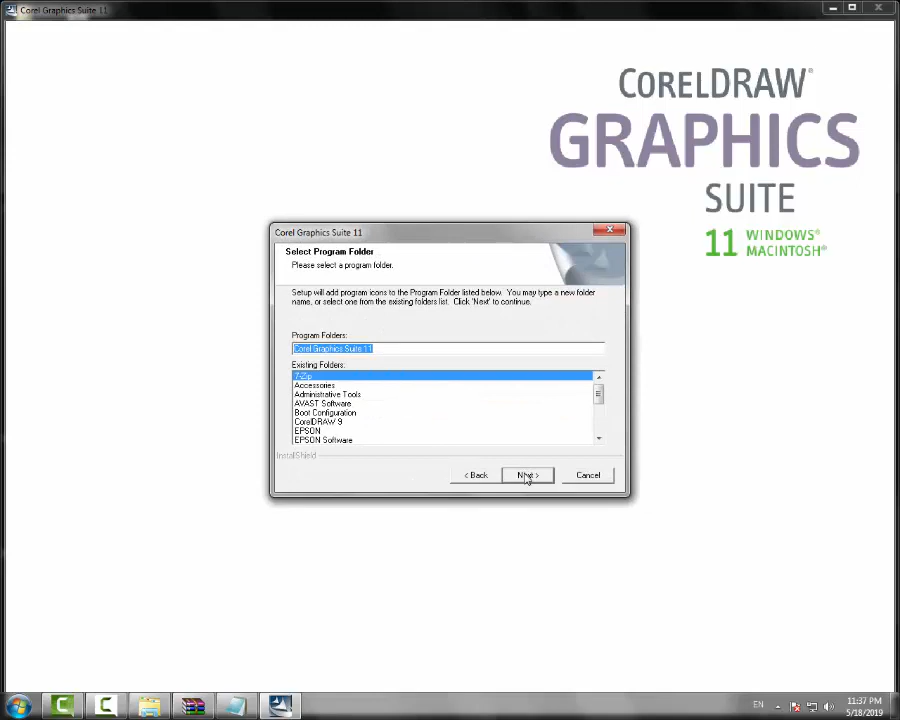 Corel Graphics Suite 11
CORELDRAW®
GRAPHICS
SUITE
11 WINDOWS®
MACINTOSH®
Corel Graphics Suite 11
Select Program Folder
Please select a program folder.
Setup will add program icons to the Program Folder listed below. You may type a new folder
name, or select one from the existing folders list. Click 'Next' to continue.
Program Folders:
Corel Graphics Suite 11
Existing Folders:
7-Zip
Accessories
Administrative Tools
AVAST Software
Boot Configuration
CorelDRAW 9
EPSON
EPSON Software
InstallShield
< Back
Next >
Cancel
EN
11:37 PM
5/18/2019